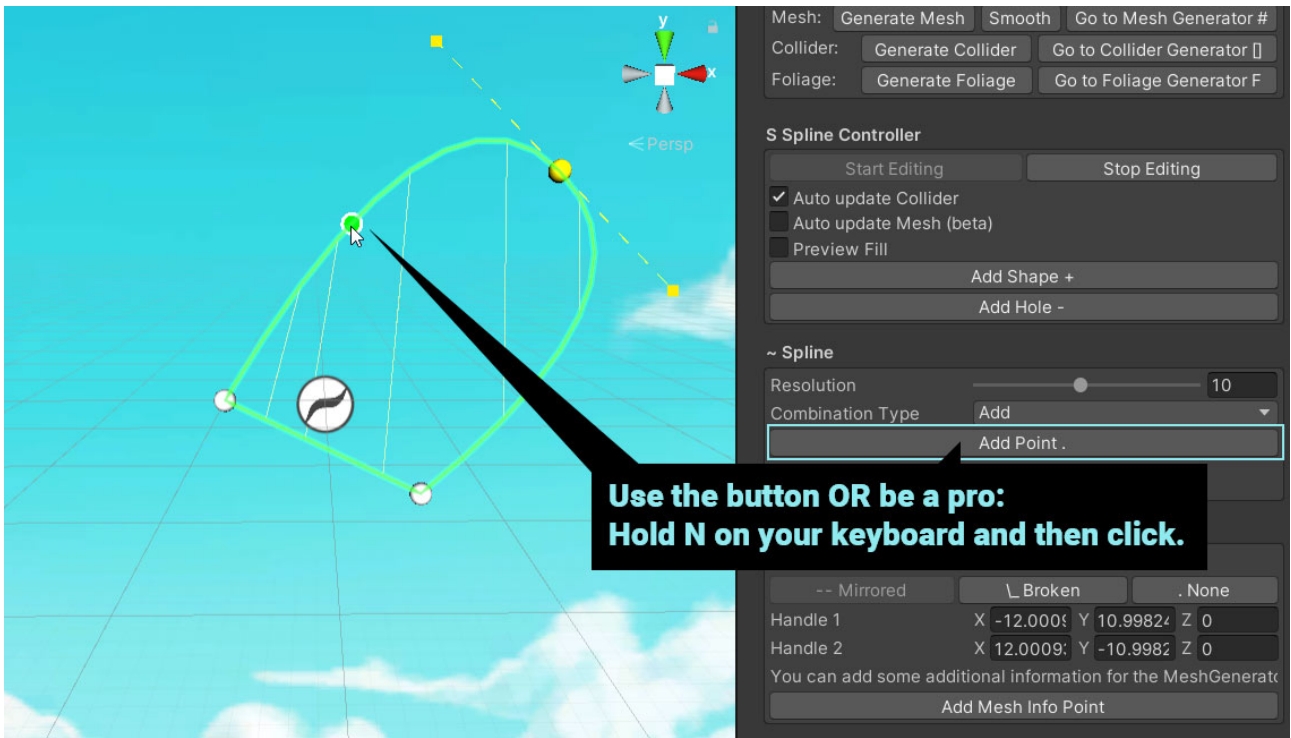 Mesh: Generate Mesh Smooth Go to Mesh Generator #
Collider: Generate Collider Go to Collider Generator []
Foliage: Generate Foliage Go to Foliage Generator F
y
x
<Persp
S Spline Controller
Start Editing Stop Editing
Auto update Collider
Auto update Mesh (beta)
Preview Fill
Add Shape +
Add Hole -
~ Spline
Resolution 10
Combination Type Add
Add Point .
Use the button OR be a pro:
Hold N on your keyboard and then click.
-- Mirrored \_ Broken . None
Handle 1 X -12.0009 Y 10.99824 Z 0
Handle 2 X 12.0009 Y -10.9982 Z 0
You can add some additional information for the MeshGenerato
Add Mesh Info Point